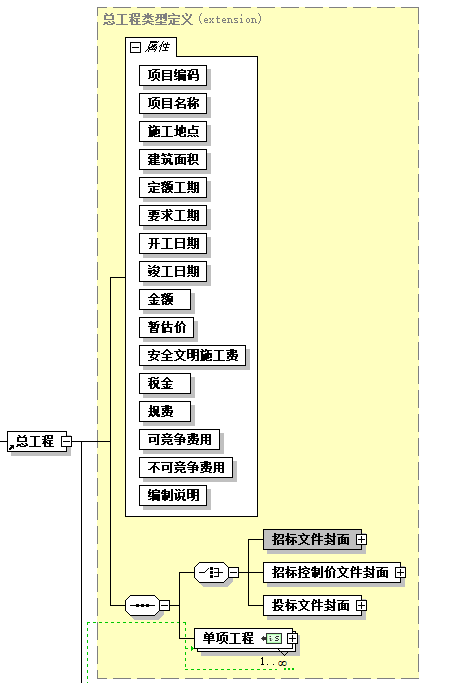 总工程类型定义 (extension)
属性
项目编码
项目名称
施工地点
建筑面积
定额工期
要求工期
开工日期
竣工日期
金额
暂估价
安全文明施工费
税金
规费
可竞争费用
不可竞争费用
编制说明
总工程
招标文件封面
招标控制价文件封面
投标文件封面
单项工程 is
1..∞